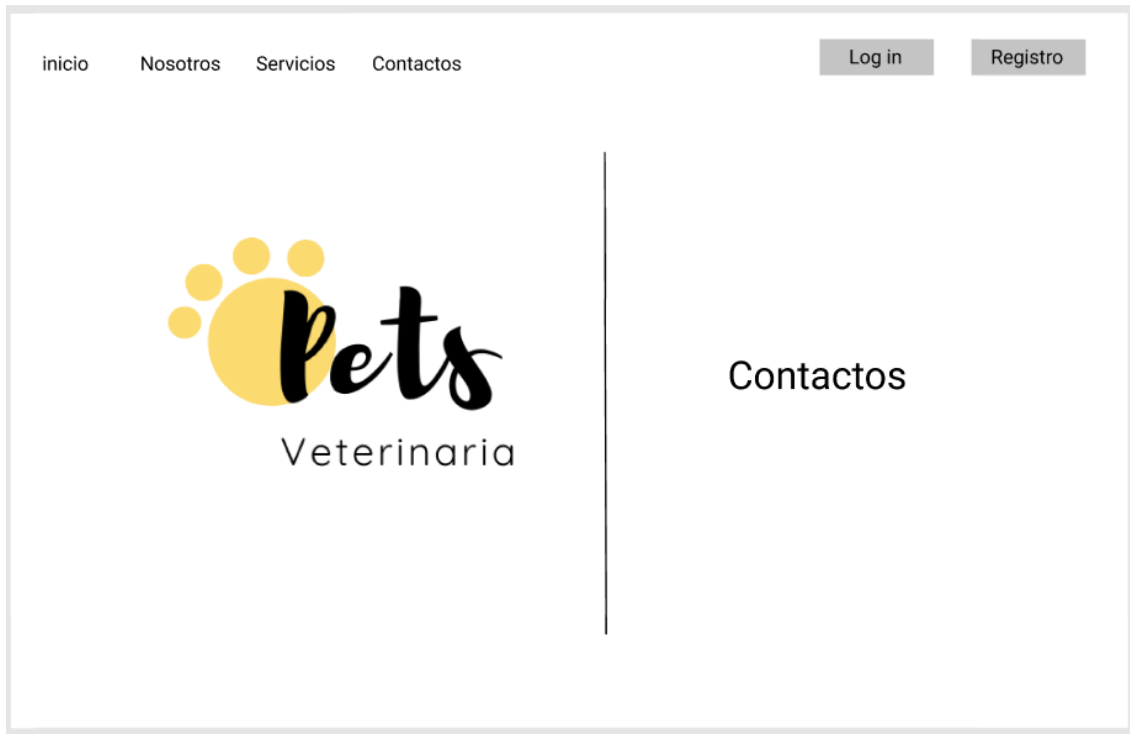 inicio Nosotros Servicios Contactos Log in Registro
Pets
Veterinaria
Contactos